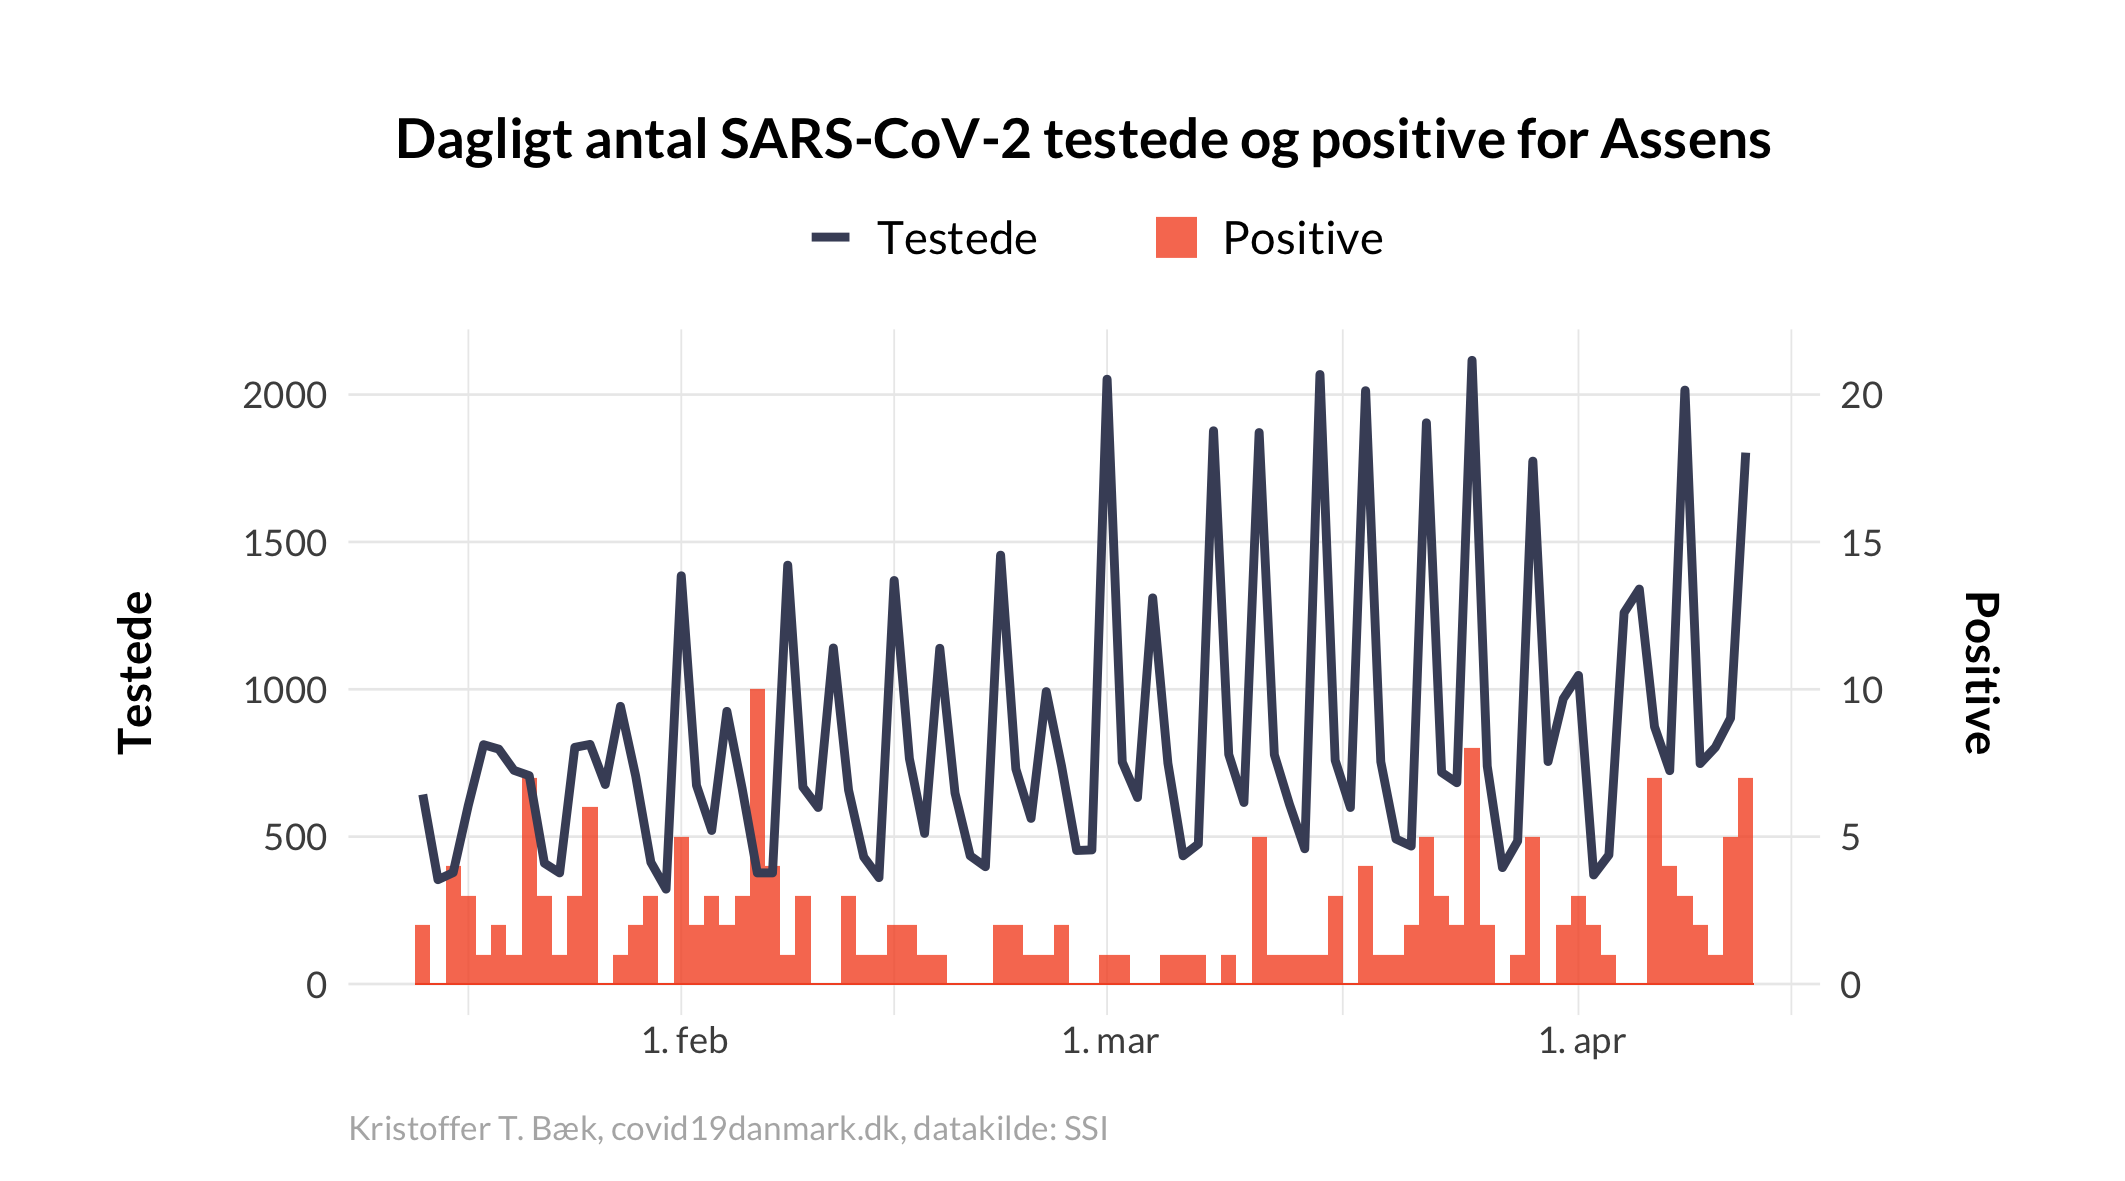 Dagligt antal SARS-CoV-2 testede og positive for Assens
Testede Positive
2000 20
1500 15
1000 10
500 5
0 0
Testede
Positive
1. feb 1. mar 1. apr
Kristoffer T. Bæk, covid19danmark.dk, datakilde: SSI